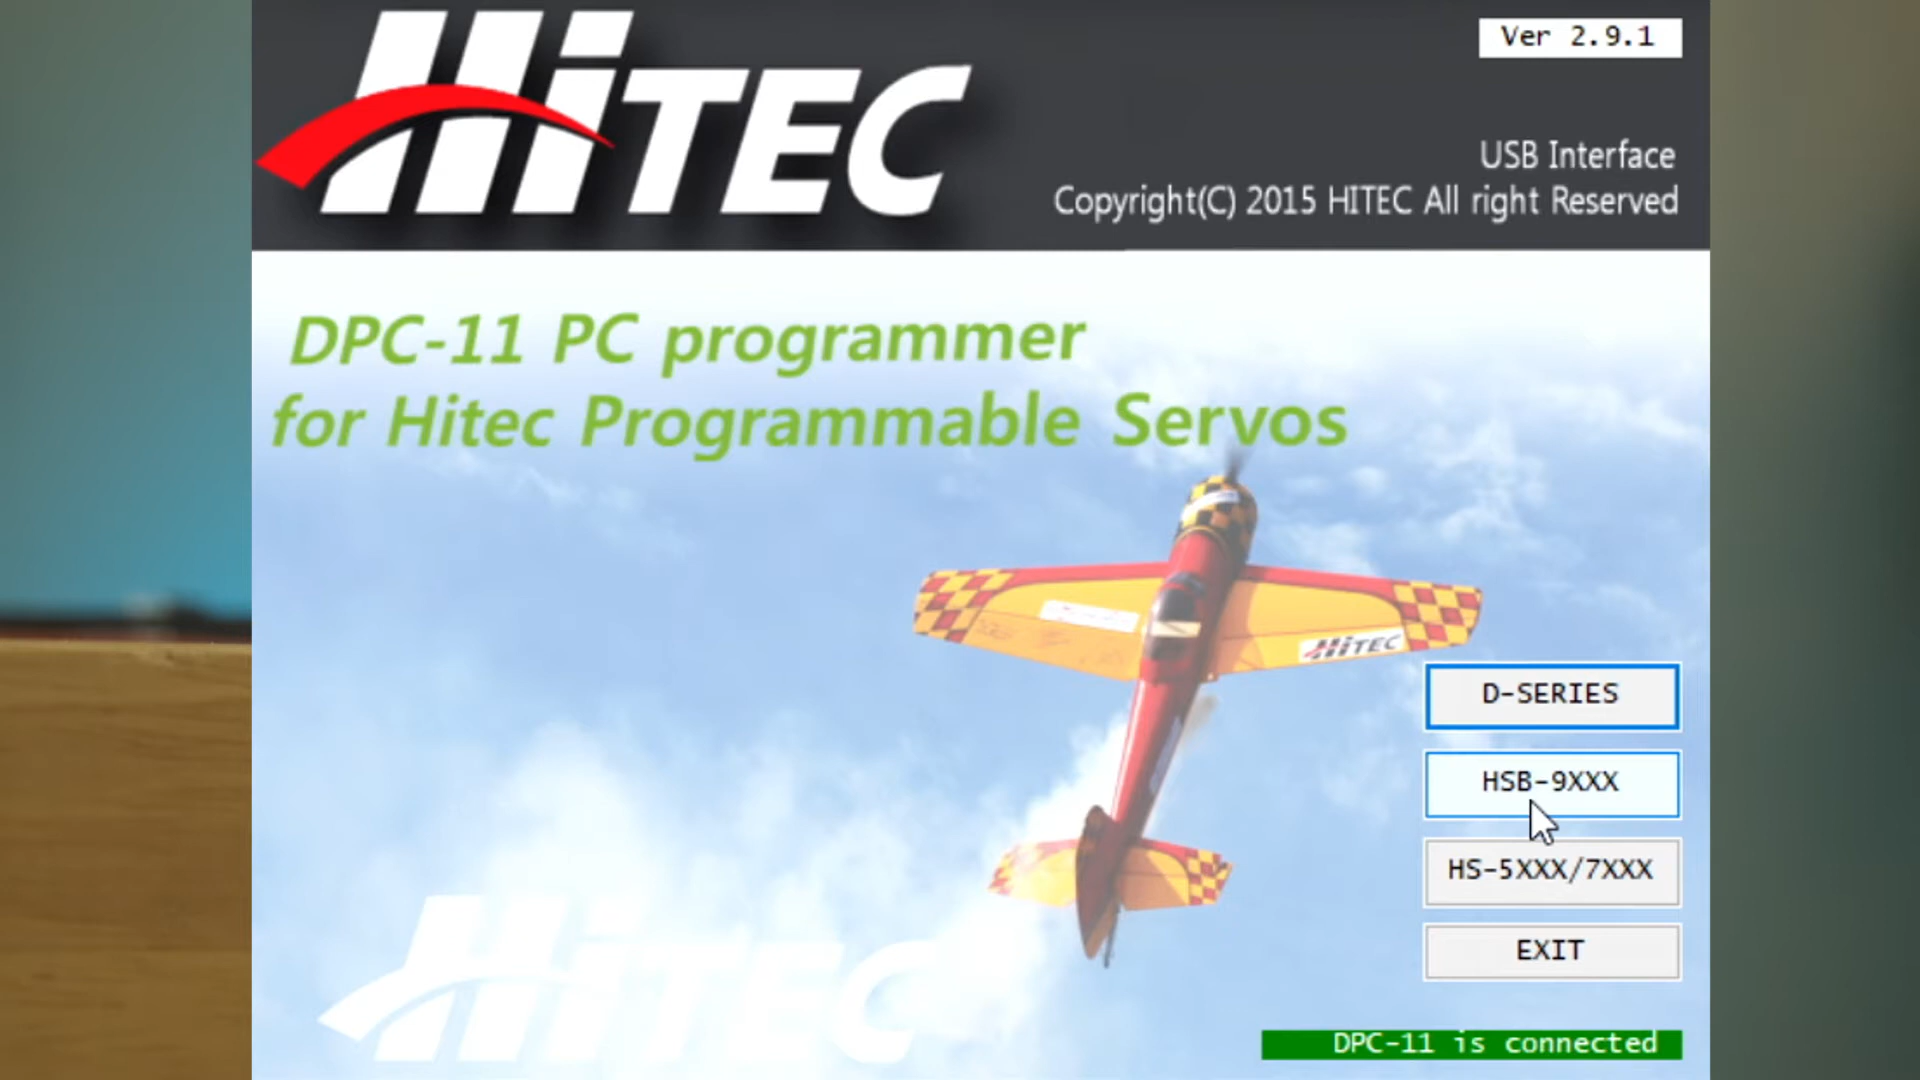 HiTEC
Ver 2.9.1
USB Interface
Copyright(C) 2015 HITEC All right Reserved
DPC-11 PC programmer
for Hitec Programmable Servos
HiTEC
D-SERIES
HSB-9XXX
HS-5XXX/7XXX
EXIT
HiTEC
DPC-11 is connected